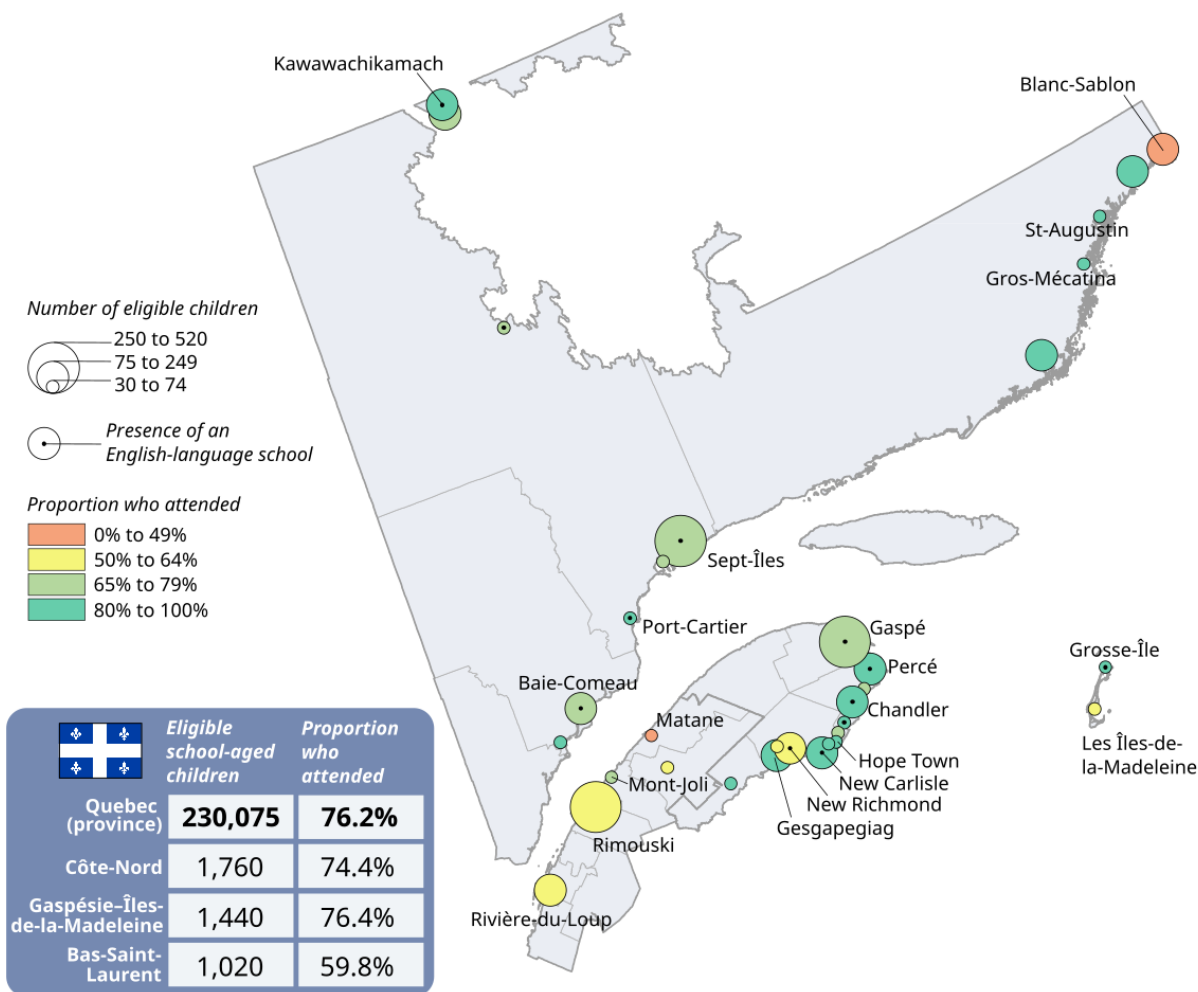 Kawawachikamach
Blanc-Sablon
St-Augustin
Gros-Mécatina
Number of eligible children
250 to 520
75 to 249
30 to 74
Presence of an
English-language school
Proportion who attended
0% to 49%
50% to 64%
65% to 79%
80% to 100%
Sept-Îles
Port-Cartier
Gaspé
Percé
Grosse-Île
Baie-Comeau
Chandler
Matane
Les Îles-de-
la-Madeleine
Hope Town
Mont-Joli
New Carlisle
New Richmond
Gesgapegiag
Rimouski
Rivière-du-Loup
Eligible
school-aged
children
Proportion
who
attended
Quebec
(province)
230,075
76.2%
Côte-Nord
1,760
74.4%
Gaspésie–Îles-
de-la-Madeleine
1,440
76.4%
Bas-Saint-
Laurent
1,020
59.8%